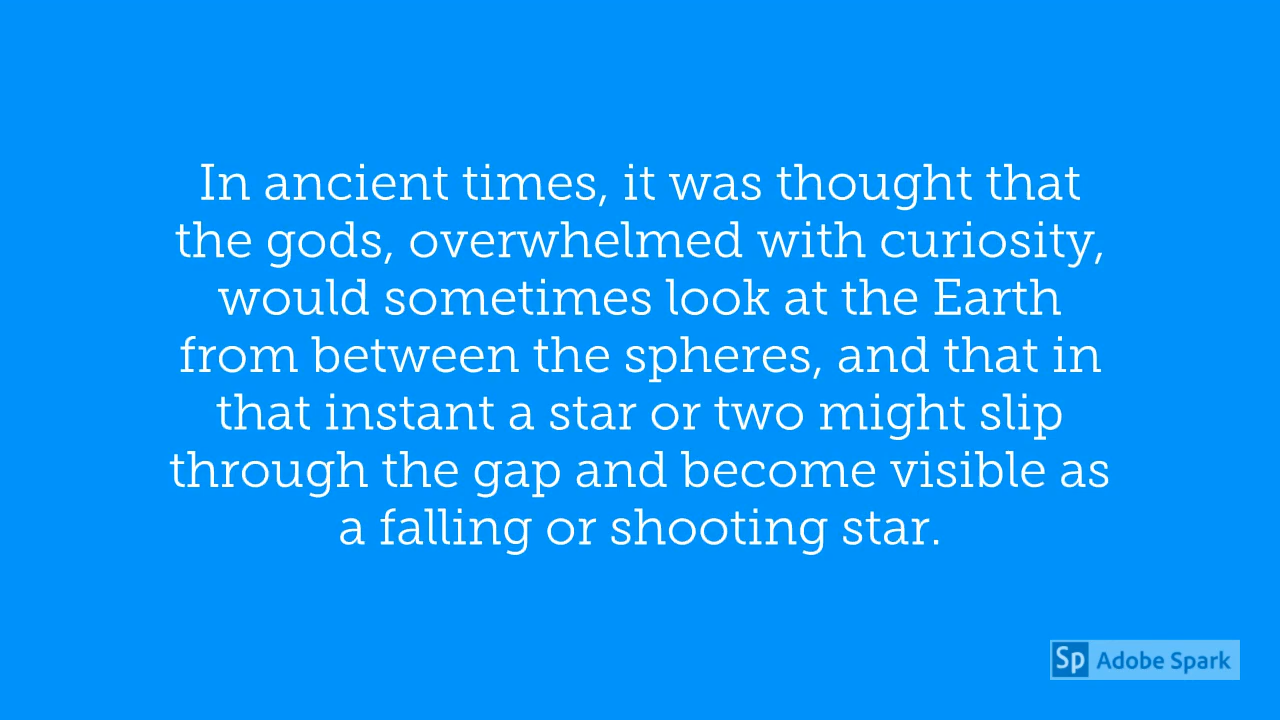 In ancient times, it was thought that
the gods, overwhelmed with curiosity,
would sometimes look at the Earth
from between the spheres, and that in
that instant a star or two might slip
through the gap and become visible as
a falling or shooting star.
Sp Adobe Spark